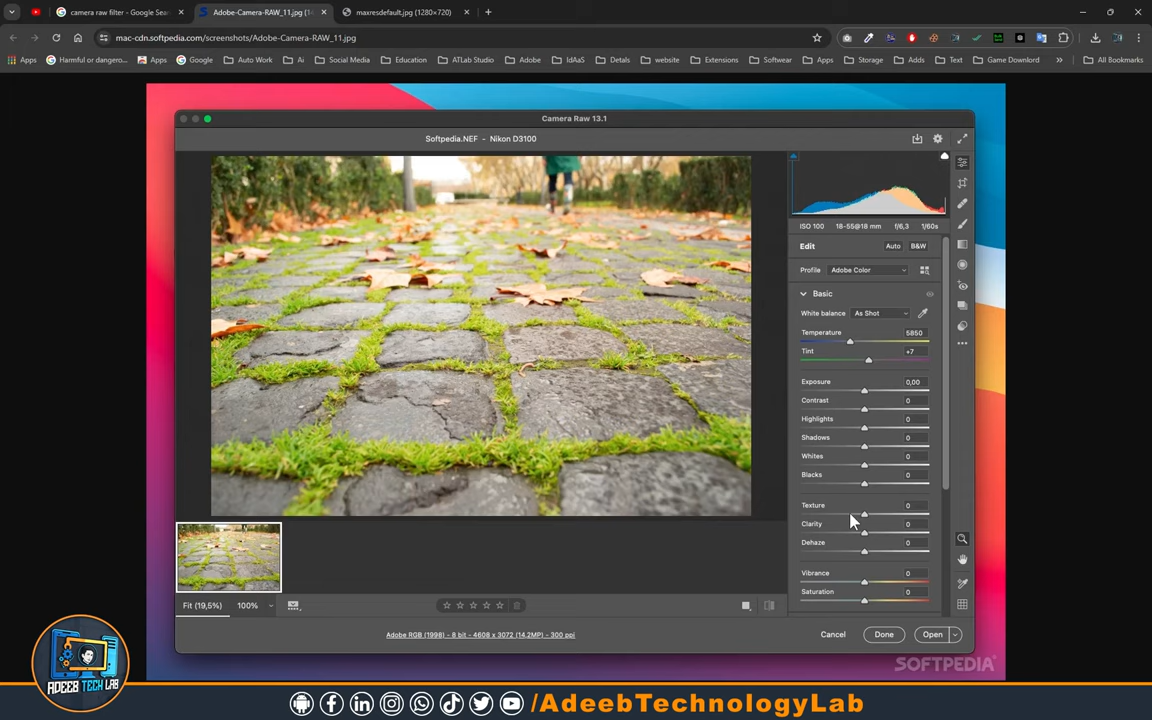 camera raw filter - Google Sear
Adobe-Camera-RAW_11.jpg (14
maxresdefault.jpg (1280×720)
mac-cdn.softpedia.com/screenshots/Adobe-Camera-RAW_11.jpg
Apps
Harmful or dangero...
Apps
Google
Auto Work
Ai
Social Media
Education
ATLab Studio
Adobe
IdAaS
Detals
website
Extensions
Softwear
Apps
Storage
Adds
Text
Game Downlord
All Bookmarks
Camera Raw 13.1
Softpedia.NEF - Nikon D3100
ISO 100 18-55@18 mm f/6,3 1/60s
Edit Auto B&W
Profile Adobe Color
Basic
White balance As Shot
Temperature 5850
Tint +7
Exposure 0,00
Contrast 0
Highlights 0
Shadows 0
Whites 0
Blacks 0
Texture 0
Clarity 0
Dehaze 0
Vibrance 0
Saturation 0
Fit (19,5%) 100%
Adobe RGB (1998) - 8 bit - 4608 x 3072 (14.2MP) - 300 ppi
Cancel Done Open
SOFTPEDIA®
ADEEB TECH LAB
/AdeebTechnologyLab